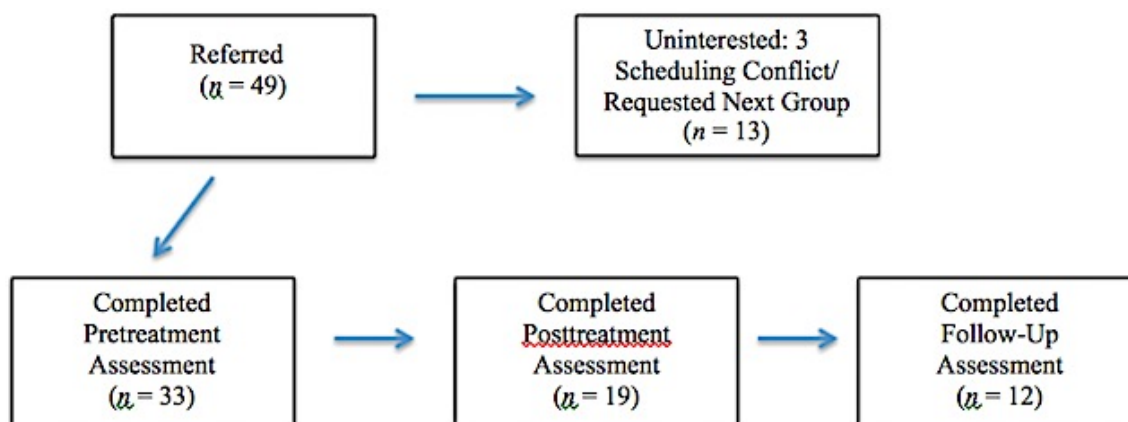 Referred
(n = 49)
Uninterested: 3
Scheduling Conflict/
Requested Next Group
(n = 13)
Completed
Pretreatment
Assessment
(n = 33)
Completed
Posttreatment
Assessment
(n = 19)
Completed
Follow-Up
Assessment
(n = 12)